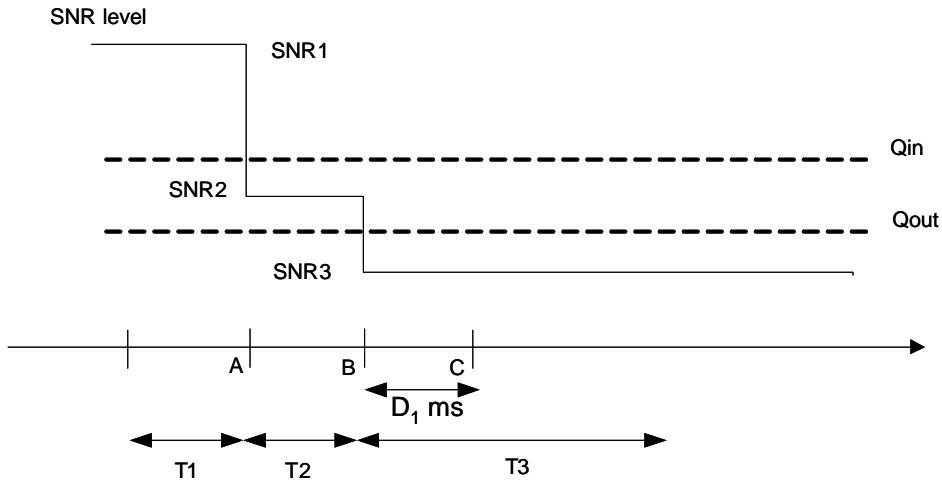 SNR level
SNR1
Qin
SNR2
Qout
SNR3
A B C
D₁ ms
T1 T2 T3